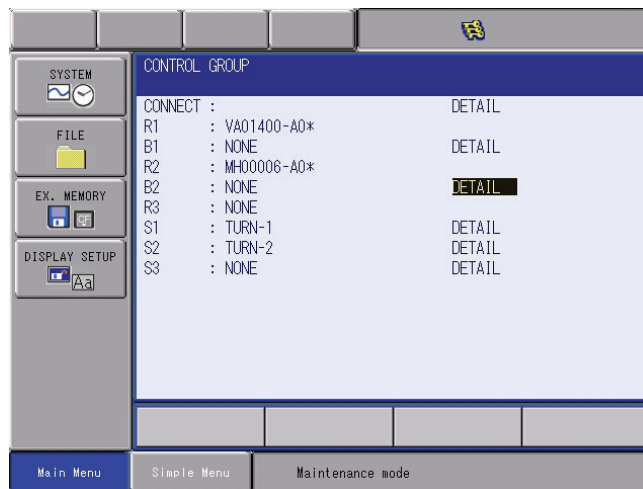 SYSTEM
FILE
EX. MEMORY
CF
DISPLAY SETUP
Aa
CONTROL GROUP
CONNECT : DETAIL
R1 : VA01400-A0*
B1 : NONE DETAIL
R2 : MH00006-A0*
B2 : NONE DETAIL
R3 : NONE
S1 : TURN-1 DETAIL
S2 : TURN-2 DETAIL
S3 : NONE DETAIL
Main Menu Simple Menu Maintenance mode